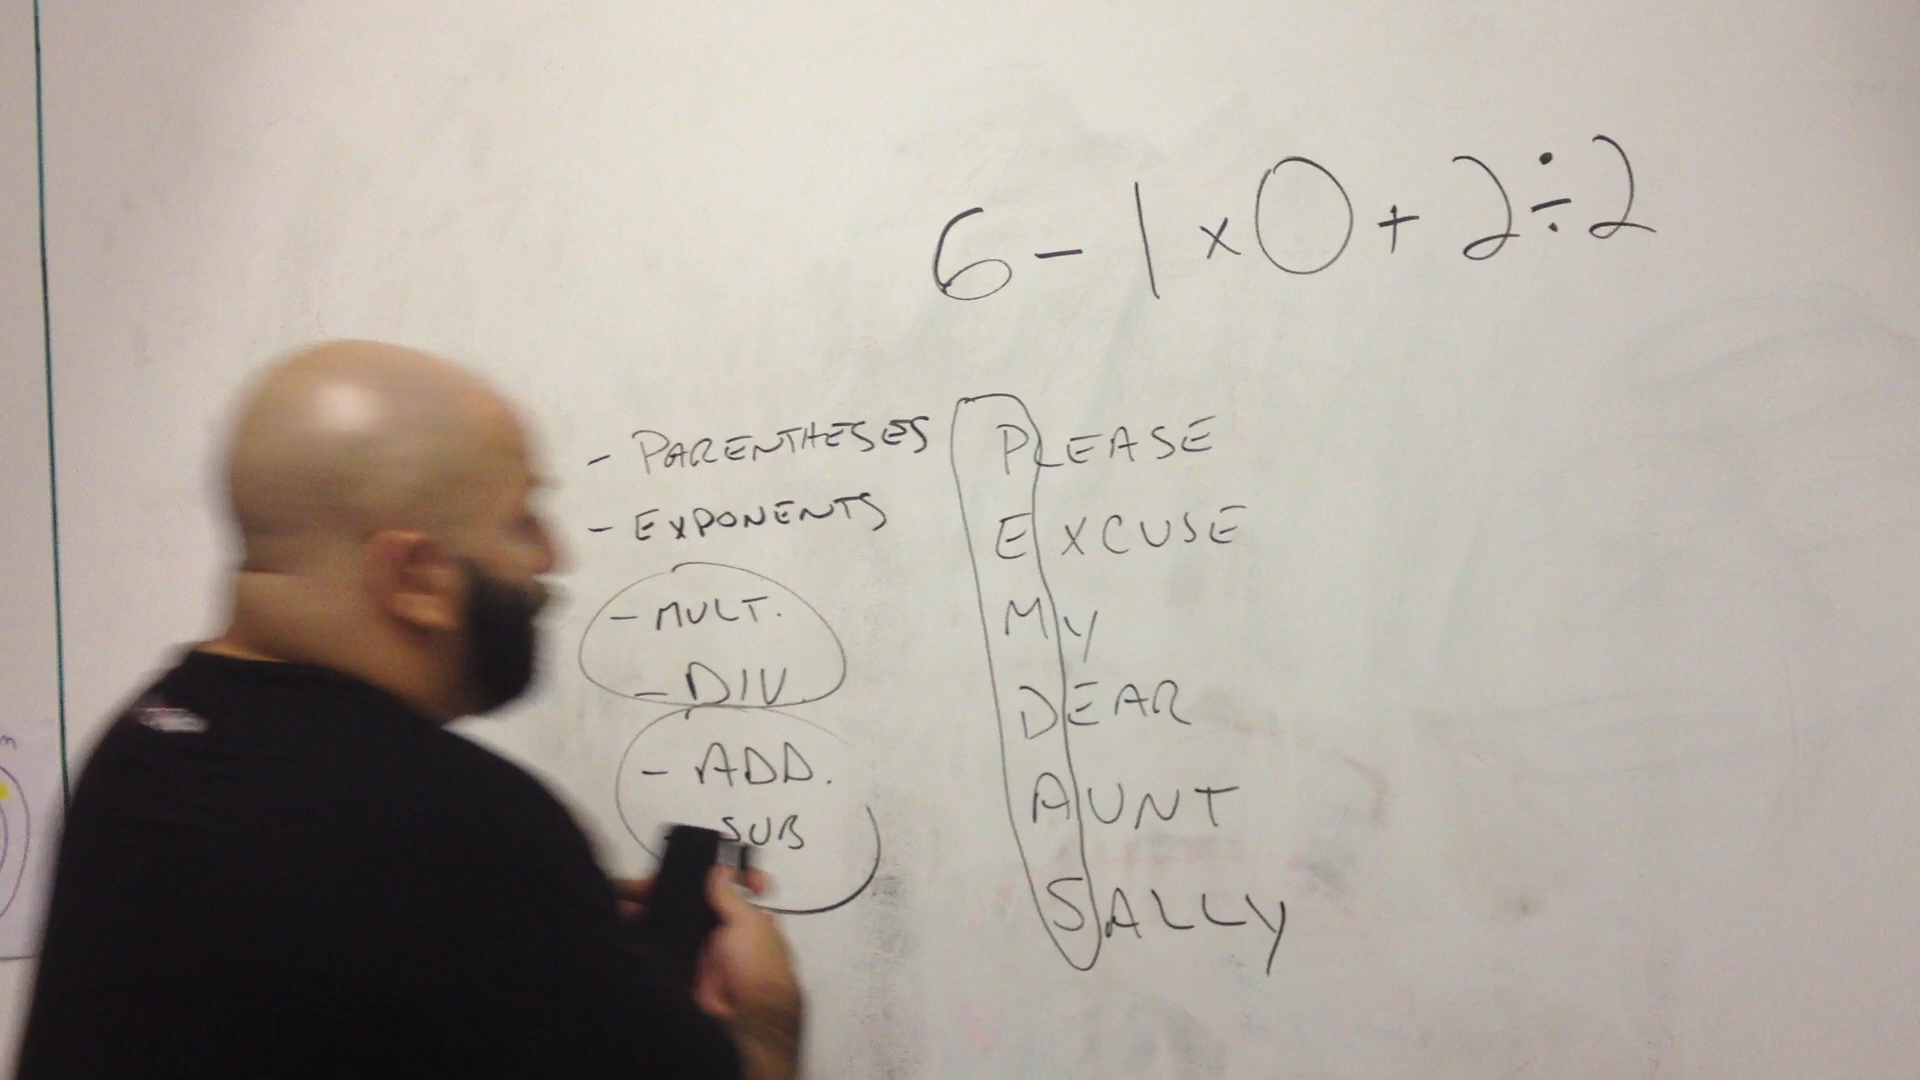 6 - 1 x 0 + 2 ÷ 2
- PARENTHESES
- EXPONENTS
- MULT.
- DIV
- ADD.
- SUB
PLEASE
EXCUSE
MY
DEAR
AUNT
SALLY
m